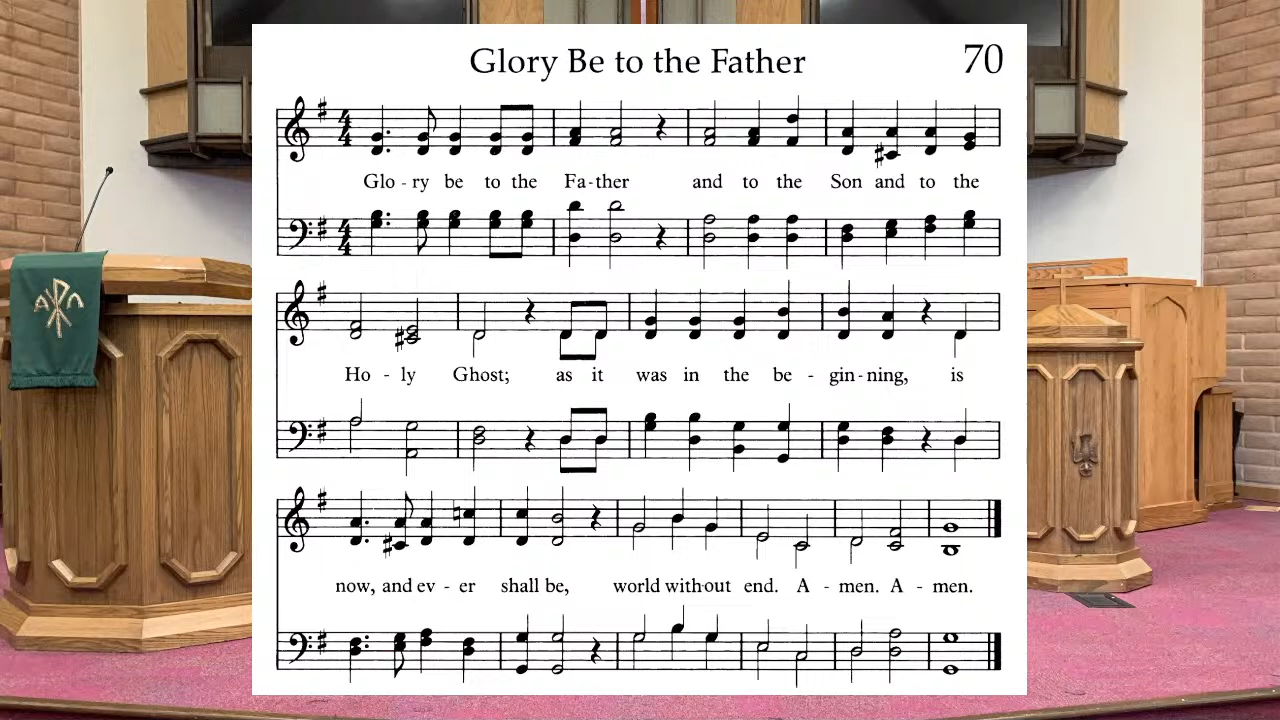 Glory Be to the Father 70
Glo - ry be to the Fa - ther and to the Son and to the
Ho - ly Ghost; as it was in the be - gin - ning, is
now, and ev - er shall be, world with - out end. A - men. A - men.